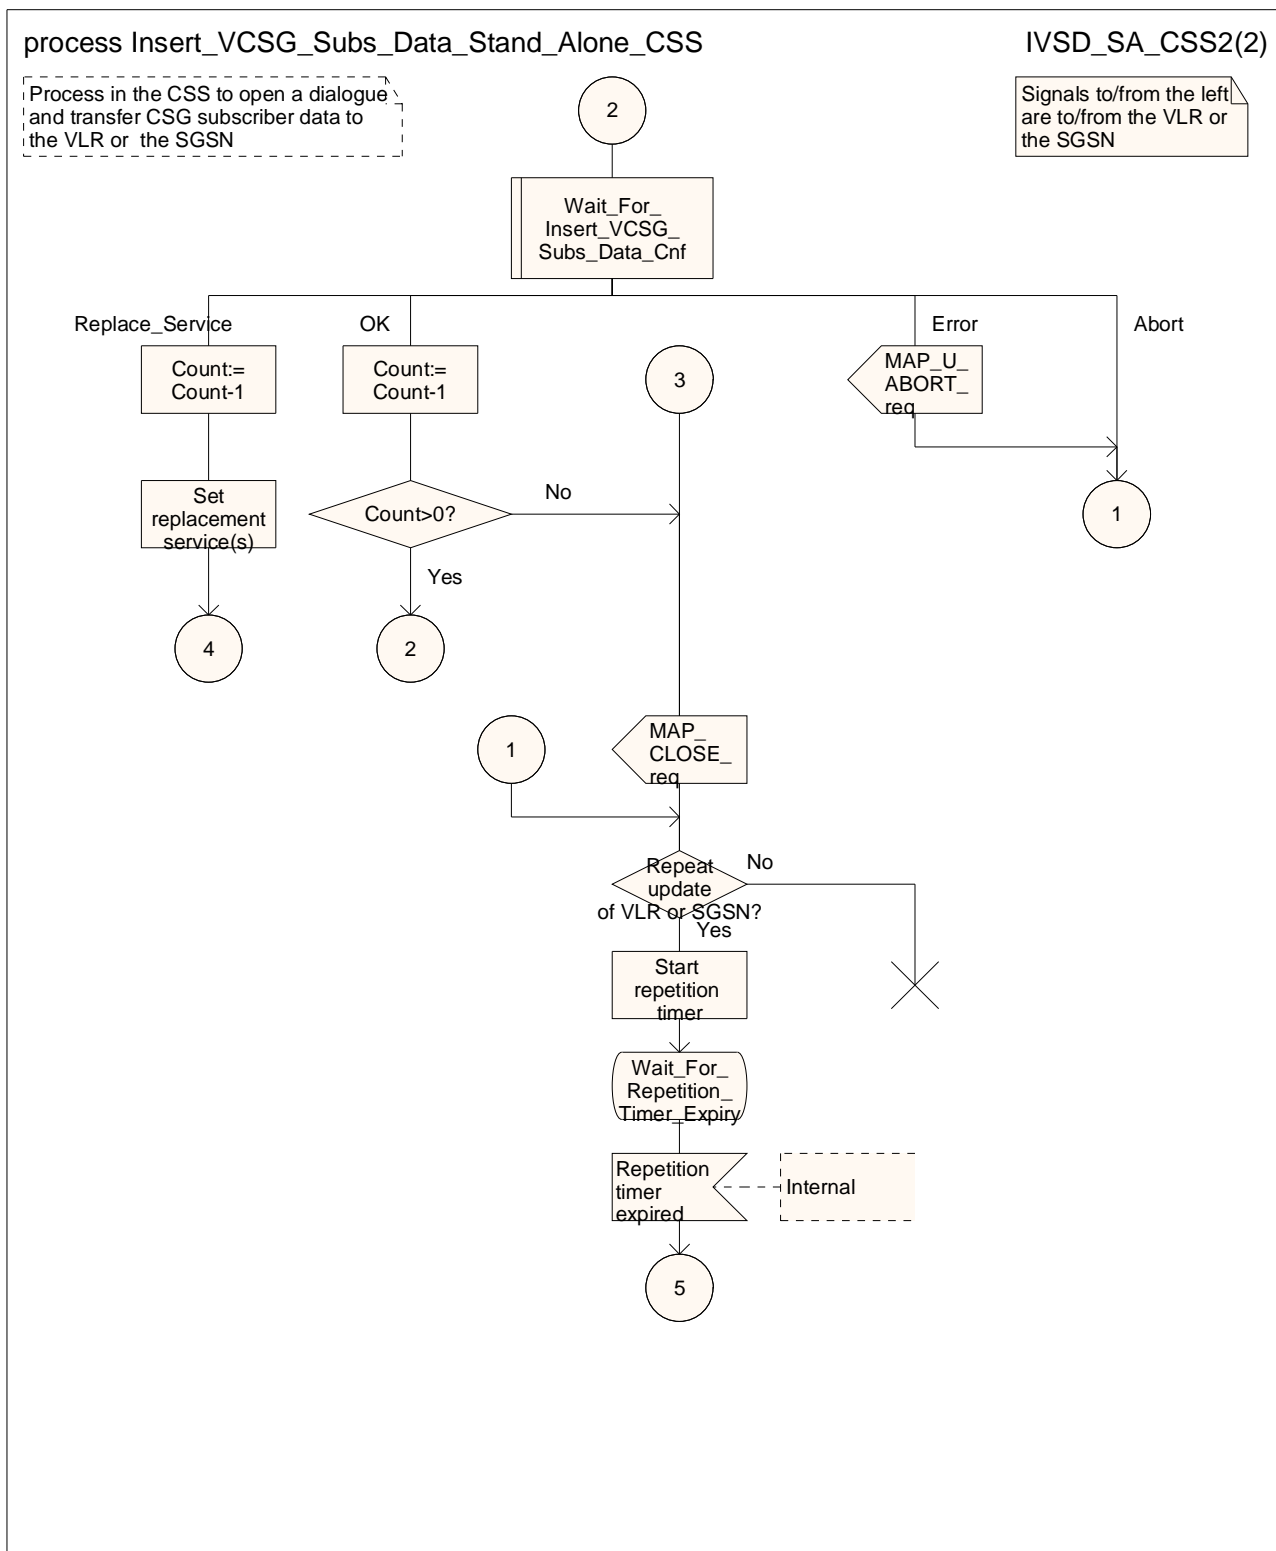 process Insert_VCSG_Subs_Data_Stand_Alone_CSS
IVSD_SA_CSS2(2)
Process in the CSS to open a dialogue
and transfer CSG subscriber data to
the VLR or the SGSN
2
Signals to/from the left
are to/from the VLR or
the SGSN
Wait_For_
Insert_VCSG_
Subs_Data_Cnf
Replace_Service
OK
Error
Abort
Count:=
Count-1
Count:=
Count-1
3
MAP_U_
ABORT_
req
Set
replacement
service(s)
Count>0?
No
1
Yes
4
2
1
MAP_
CLOSE_
req
Repeat
update
of VLR or SGSN?
No
Yes
Start
repetition
timer
Wait_For_
Repetition_
Timer_Expiry
Repetition
timer
expired
Internal
5